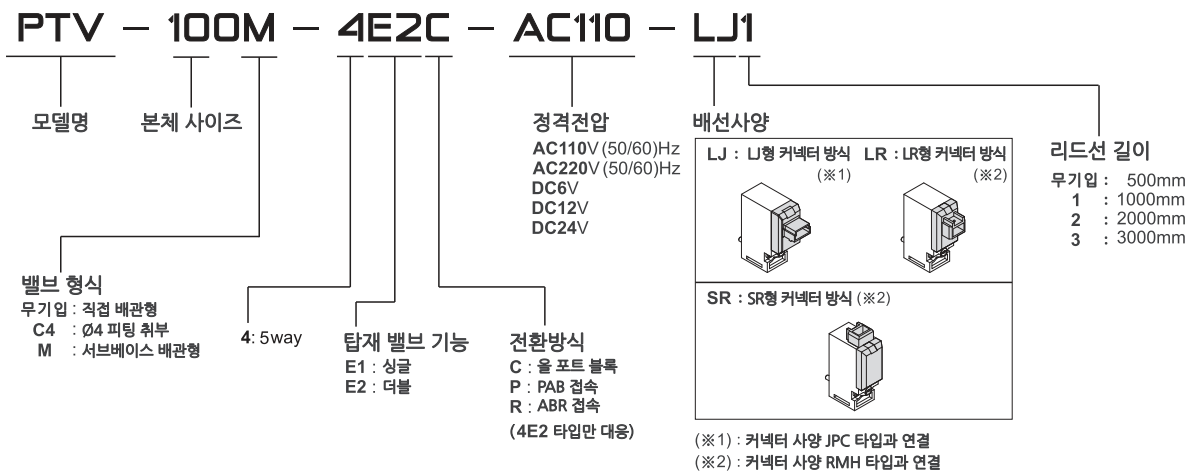 PTV - 100M - 4E2C - AC110 - LJ1
모델명
본체 사이즈
정격전압
AC110V (50/60)Hz
AC220V (50/60)Hz
DC6V
DC12V
DC24V
배선사양
LJ : LJ형 커넥터 방식
(※1)
LR : LR형 커넥터 방식
(※2)
SR : SR형 커넥터 방식 (※2)
(※1) : 커넥터 사양 JPC 타입과 연결
(※2) : 커넥터 사양 RMH 타입과 연결
리드선 길이
무기입 : 500mm
1 : 1000mm
2 : 2000mm
3 : 3000mm
밸브 형식
무기입 : 직접 배관형
C4 : Ø4 피팅 취부
M : 서브베이스 배관형
4: 5way
탑재 밸브 기능
E1 : 싱글
E2 : 더블
전환방식
C : 올 포트 블록
P : PAB 접속
R : ABR 접속
(4E2 타입만 대응)